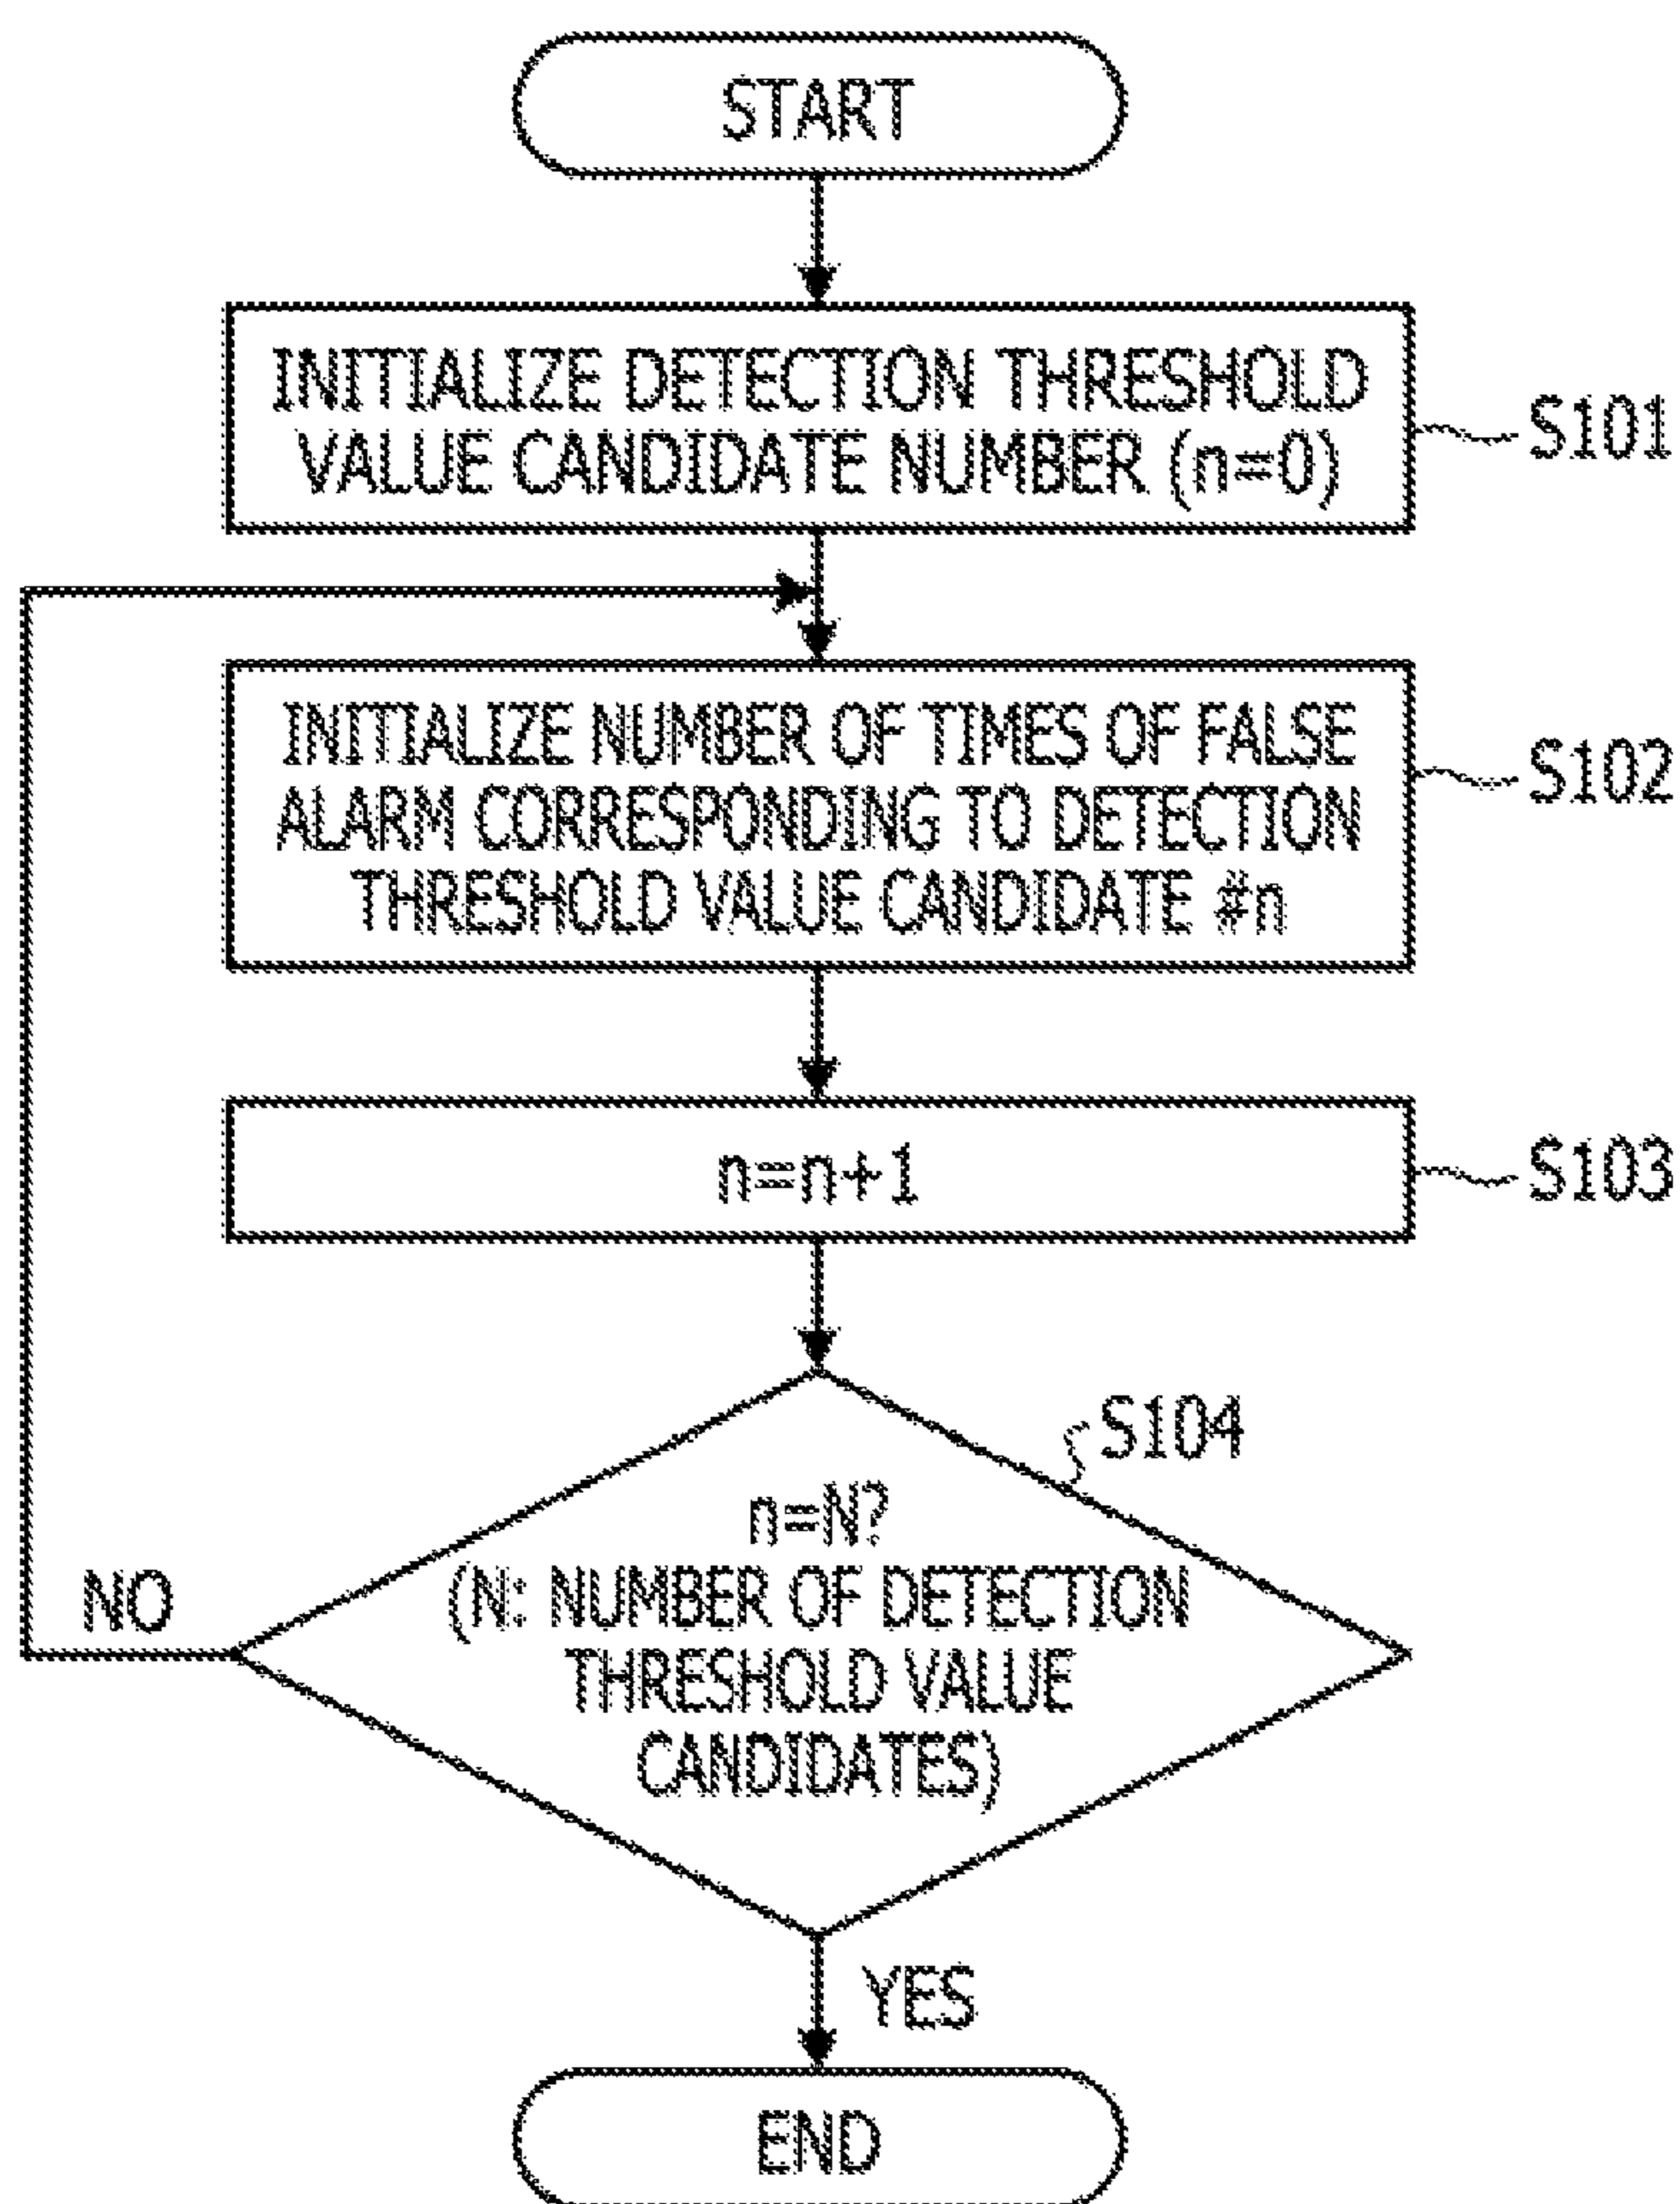 START
INITIALIZE DETECTION THRESHOLD
VALUE CANDIDATE NUMBER (n=0)
S101
INITIALIZE NUMBER OF TIMES OF FALSE
ALARM CORRESPONDING TO DETECTION
THRESHOLD VALUE CANDIDATE #n
S102
n=n+1
S103
S104
n=N?
(N: NUMBER OF DETECTION
THRESHOLD VALUE
CANDIDATES)
NO
YES
END